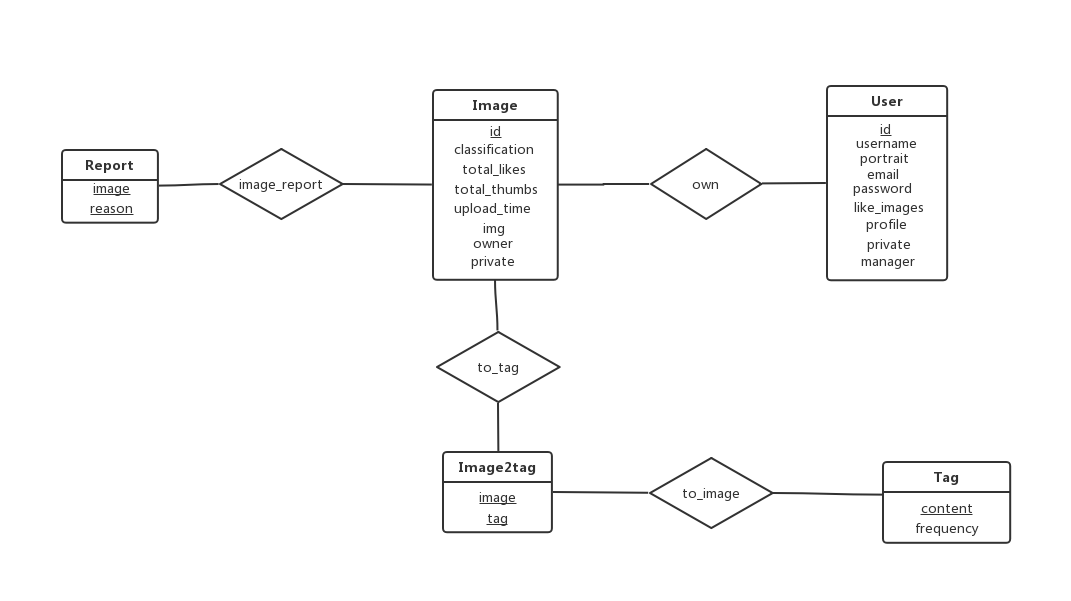 Report
image
reason
image_report
Image
id
classification
total_likes
total_thumbs
upload_time
img
owner
private
own
User
id
username
portrait
email
password
like_images
profile
private
manager
to_tag
Image2tag
image
tag
to_image
Tag
content
frequency